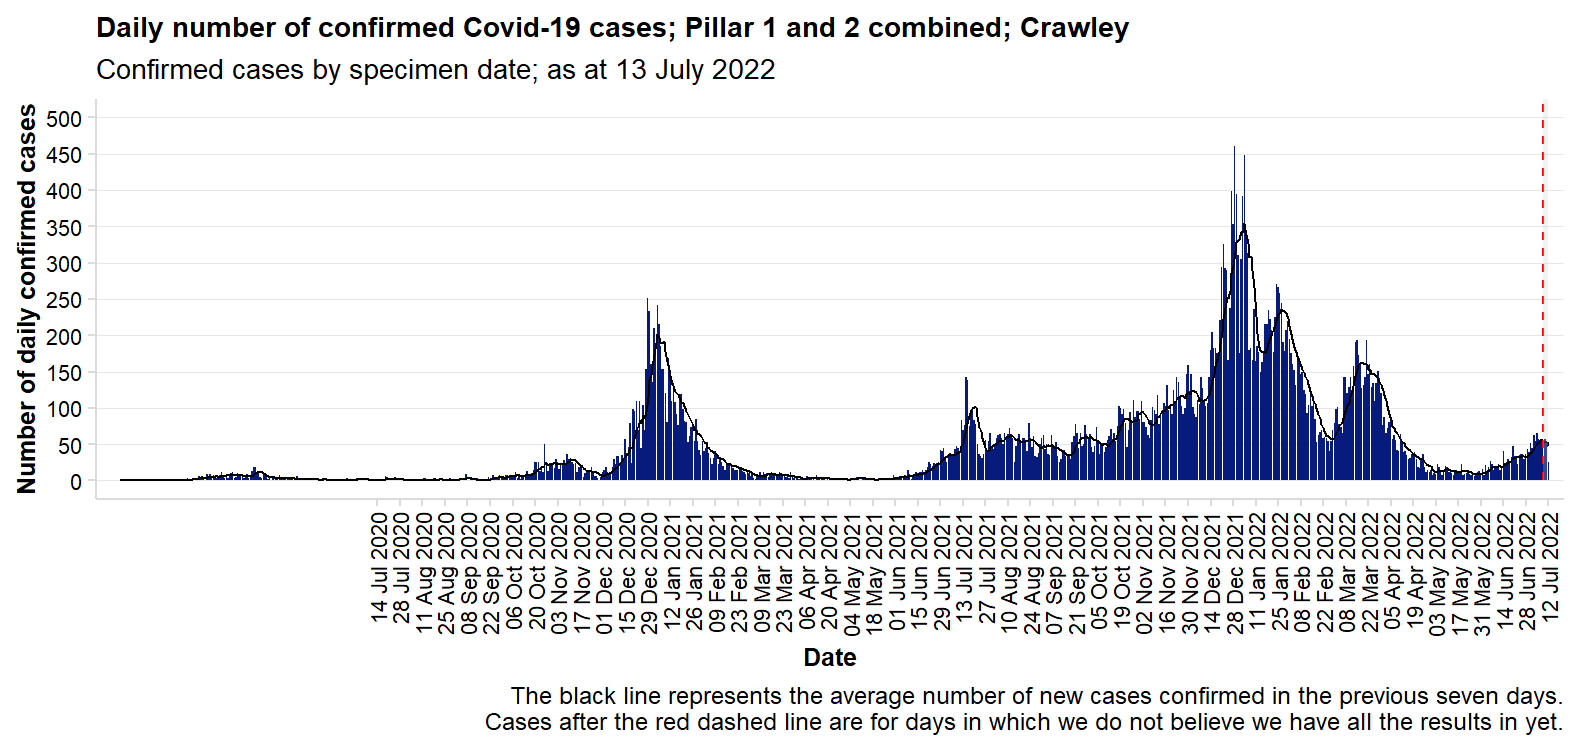 Daily number of confirmed Covid-19 cases; Pillar 1 and 2 combined; Crawley
Confirmed cases by specimen date; as at 13 July 2022
Number of daily confirmed cases
500
450
400
350
300
250
200
150
100
50
0
14 Jul 2020
28 Jul 2020
11 Aug 2020
25 Aug 2020
08 Sep 2020
22 Sep 2020
06 Oct 2020
20 Oct 2020
03 Nov 2020
17 Nov 2020
01 Dec 2020
15 Dec 2020
29 Dec 2020
12 Jan 2021
26 Jan 2021
09 Feb 2021
23 Feb 2021
09 Mar 2021
23 Mar 2021
06 Apr 2021
20 Apr 2021
04 May 2021
18 May 2021
01 Jun 2021
15 Jun 2021
29 Jun 2021
13 Jul 2021
27 Jul 2021
10 Aug 2021
24 Aug 2021
07 Sep 2021
21 Sep 2021
05 Oct 2021
19 Oct 2021
02 Nov 2021
16 Nov 2021
30 Nov 2021
14 Dec 2021
28 Dec 2021
11 Jan 2022
25 Jan 2022
08 Feb 2022
22 Feb 2022
08 Mar 2022
22 Mar 2022
05 Apr 2022
19 Apr 2022
03 May 2022
17 May 2022
31 May 2022
14 Jun 2022
28 Jun 2022
12 Jul 2022
Date
The black line represents the average number of new cases confirmed in the previous seven days.
Cases after the red dashed line are for days in which we do not believe we have all the results in yet.